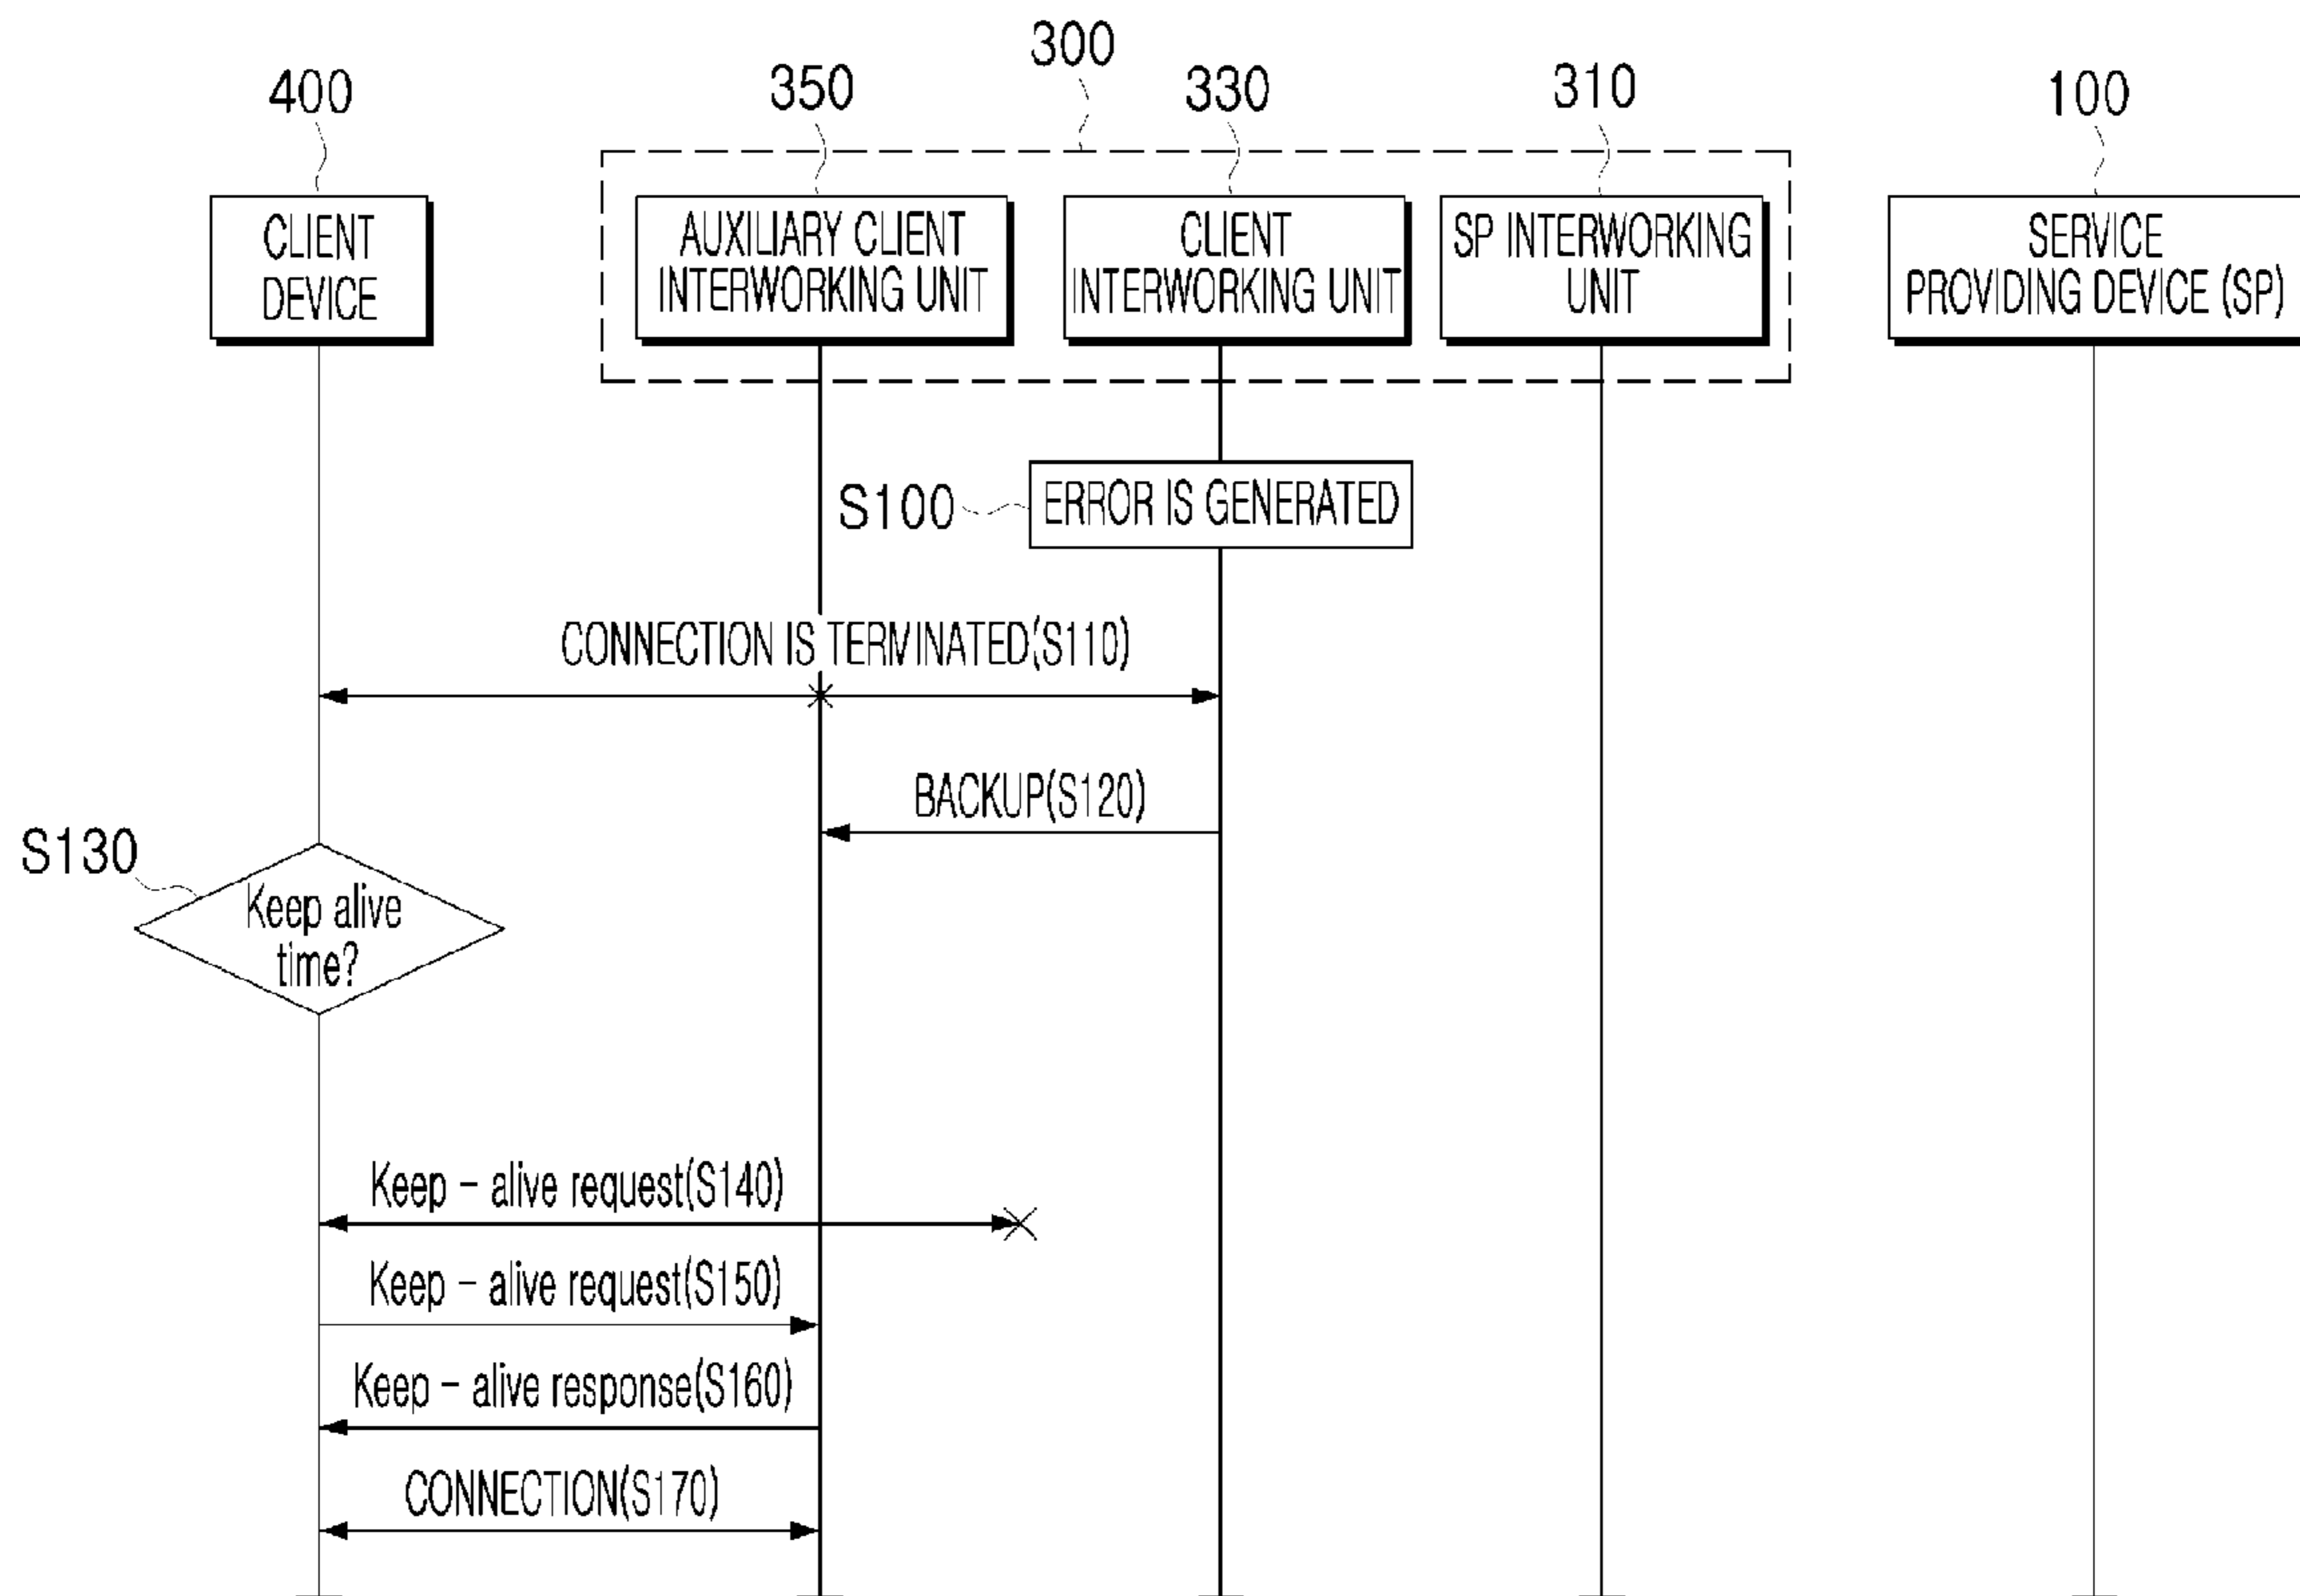 300
400
350
330
310
100
CLIENT
DEVICE
AUXILIARY CLIENT
INTERWORKING UNIT
CLIENT
INTERWORKING UNIT
SP INTERWORKING
UNIT
SERVICE
PROVIDING DEVICE (SP)
S100
ERROR IS GENERATED
CONNECTION IS TERMINATED(S110)
BACKUP(S120)
S130
Keep alive
time?
Keep - alive request(S140)
Keep - alive request(S150)
Keep - alive response(S160)
CONNECTION(S170)